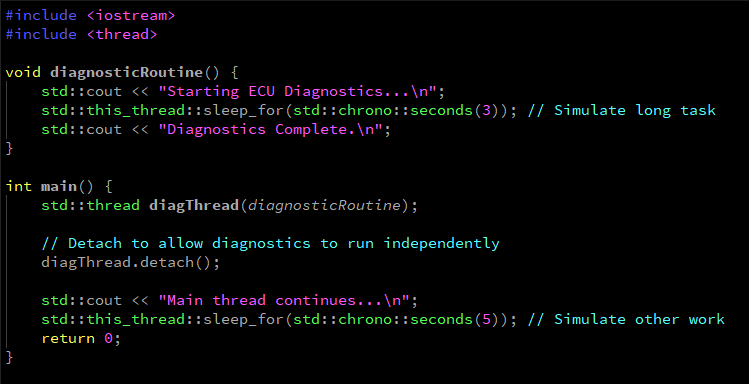 #include <iostream>
#include <thread>
void diagnosticRoutine() {
    std::cout << "Starting ECU Diagnostics...\n";
    std::this_thread::sleep_for(std::chrono::seconds(3)); // Simulate long task
    std::cout << "Diagnostics Complete.\n";
}
int main() {
    std::thread diagThread(diagnosticRoutine);
    // Detach to allow diagnostics to run independently
    diagThread.detach();
    std::cout << "Main thread continues...\n";
    std::this_thread::sleep_for(std::chrono::seconds(5)); // Simulate other work
    return 0;
}